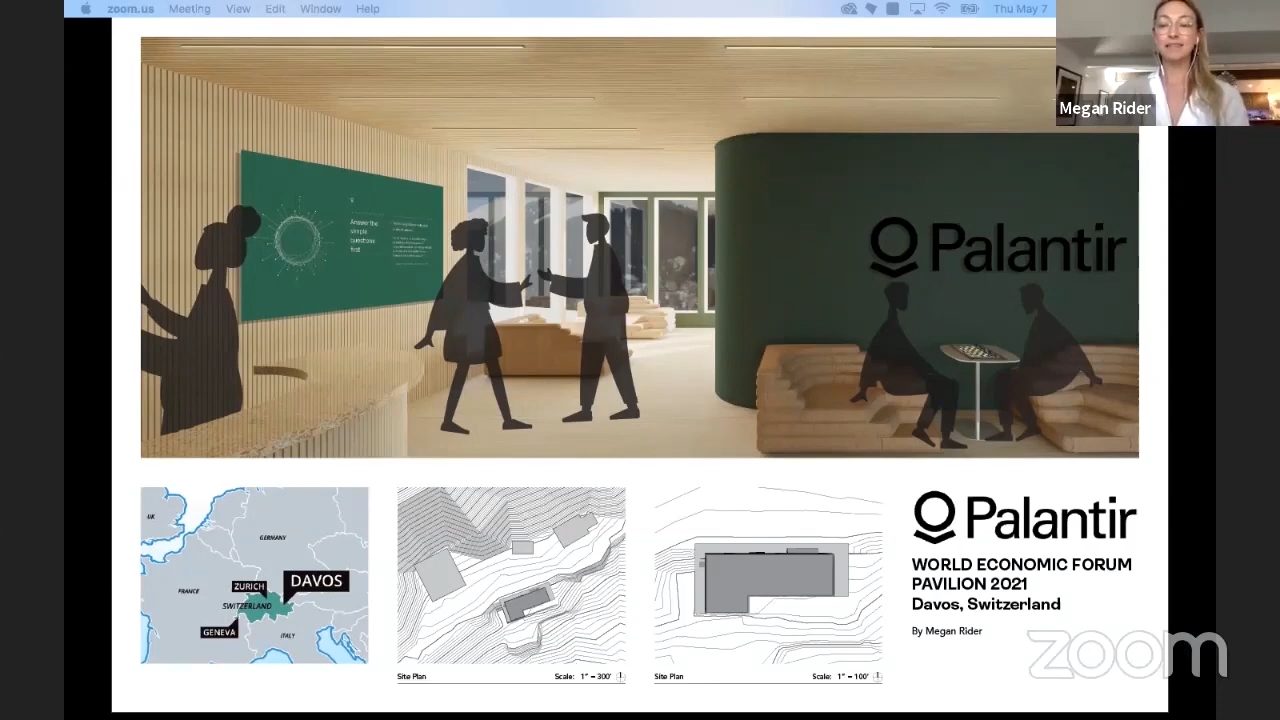 zoom.us Meeting View Edit Window Help Thu May 7
Megan Rider
Palantir
Answer the
simple
questions
first
UK
GERMANY
FRANCE
ZURICH
DAVOS
SWITZERLAND
GENEVA
ITALY
Site Plan Scale: 1" = 300'
Site Plan Scale: 1" = 100'
Palantir
WORLD ECONOMIC FORUM
PAVILION 2021
Davos, Switzerland
By Megan Rider
zoom